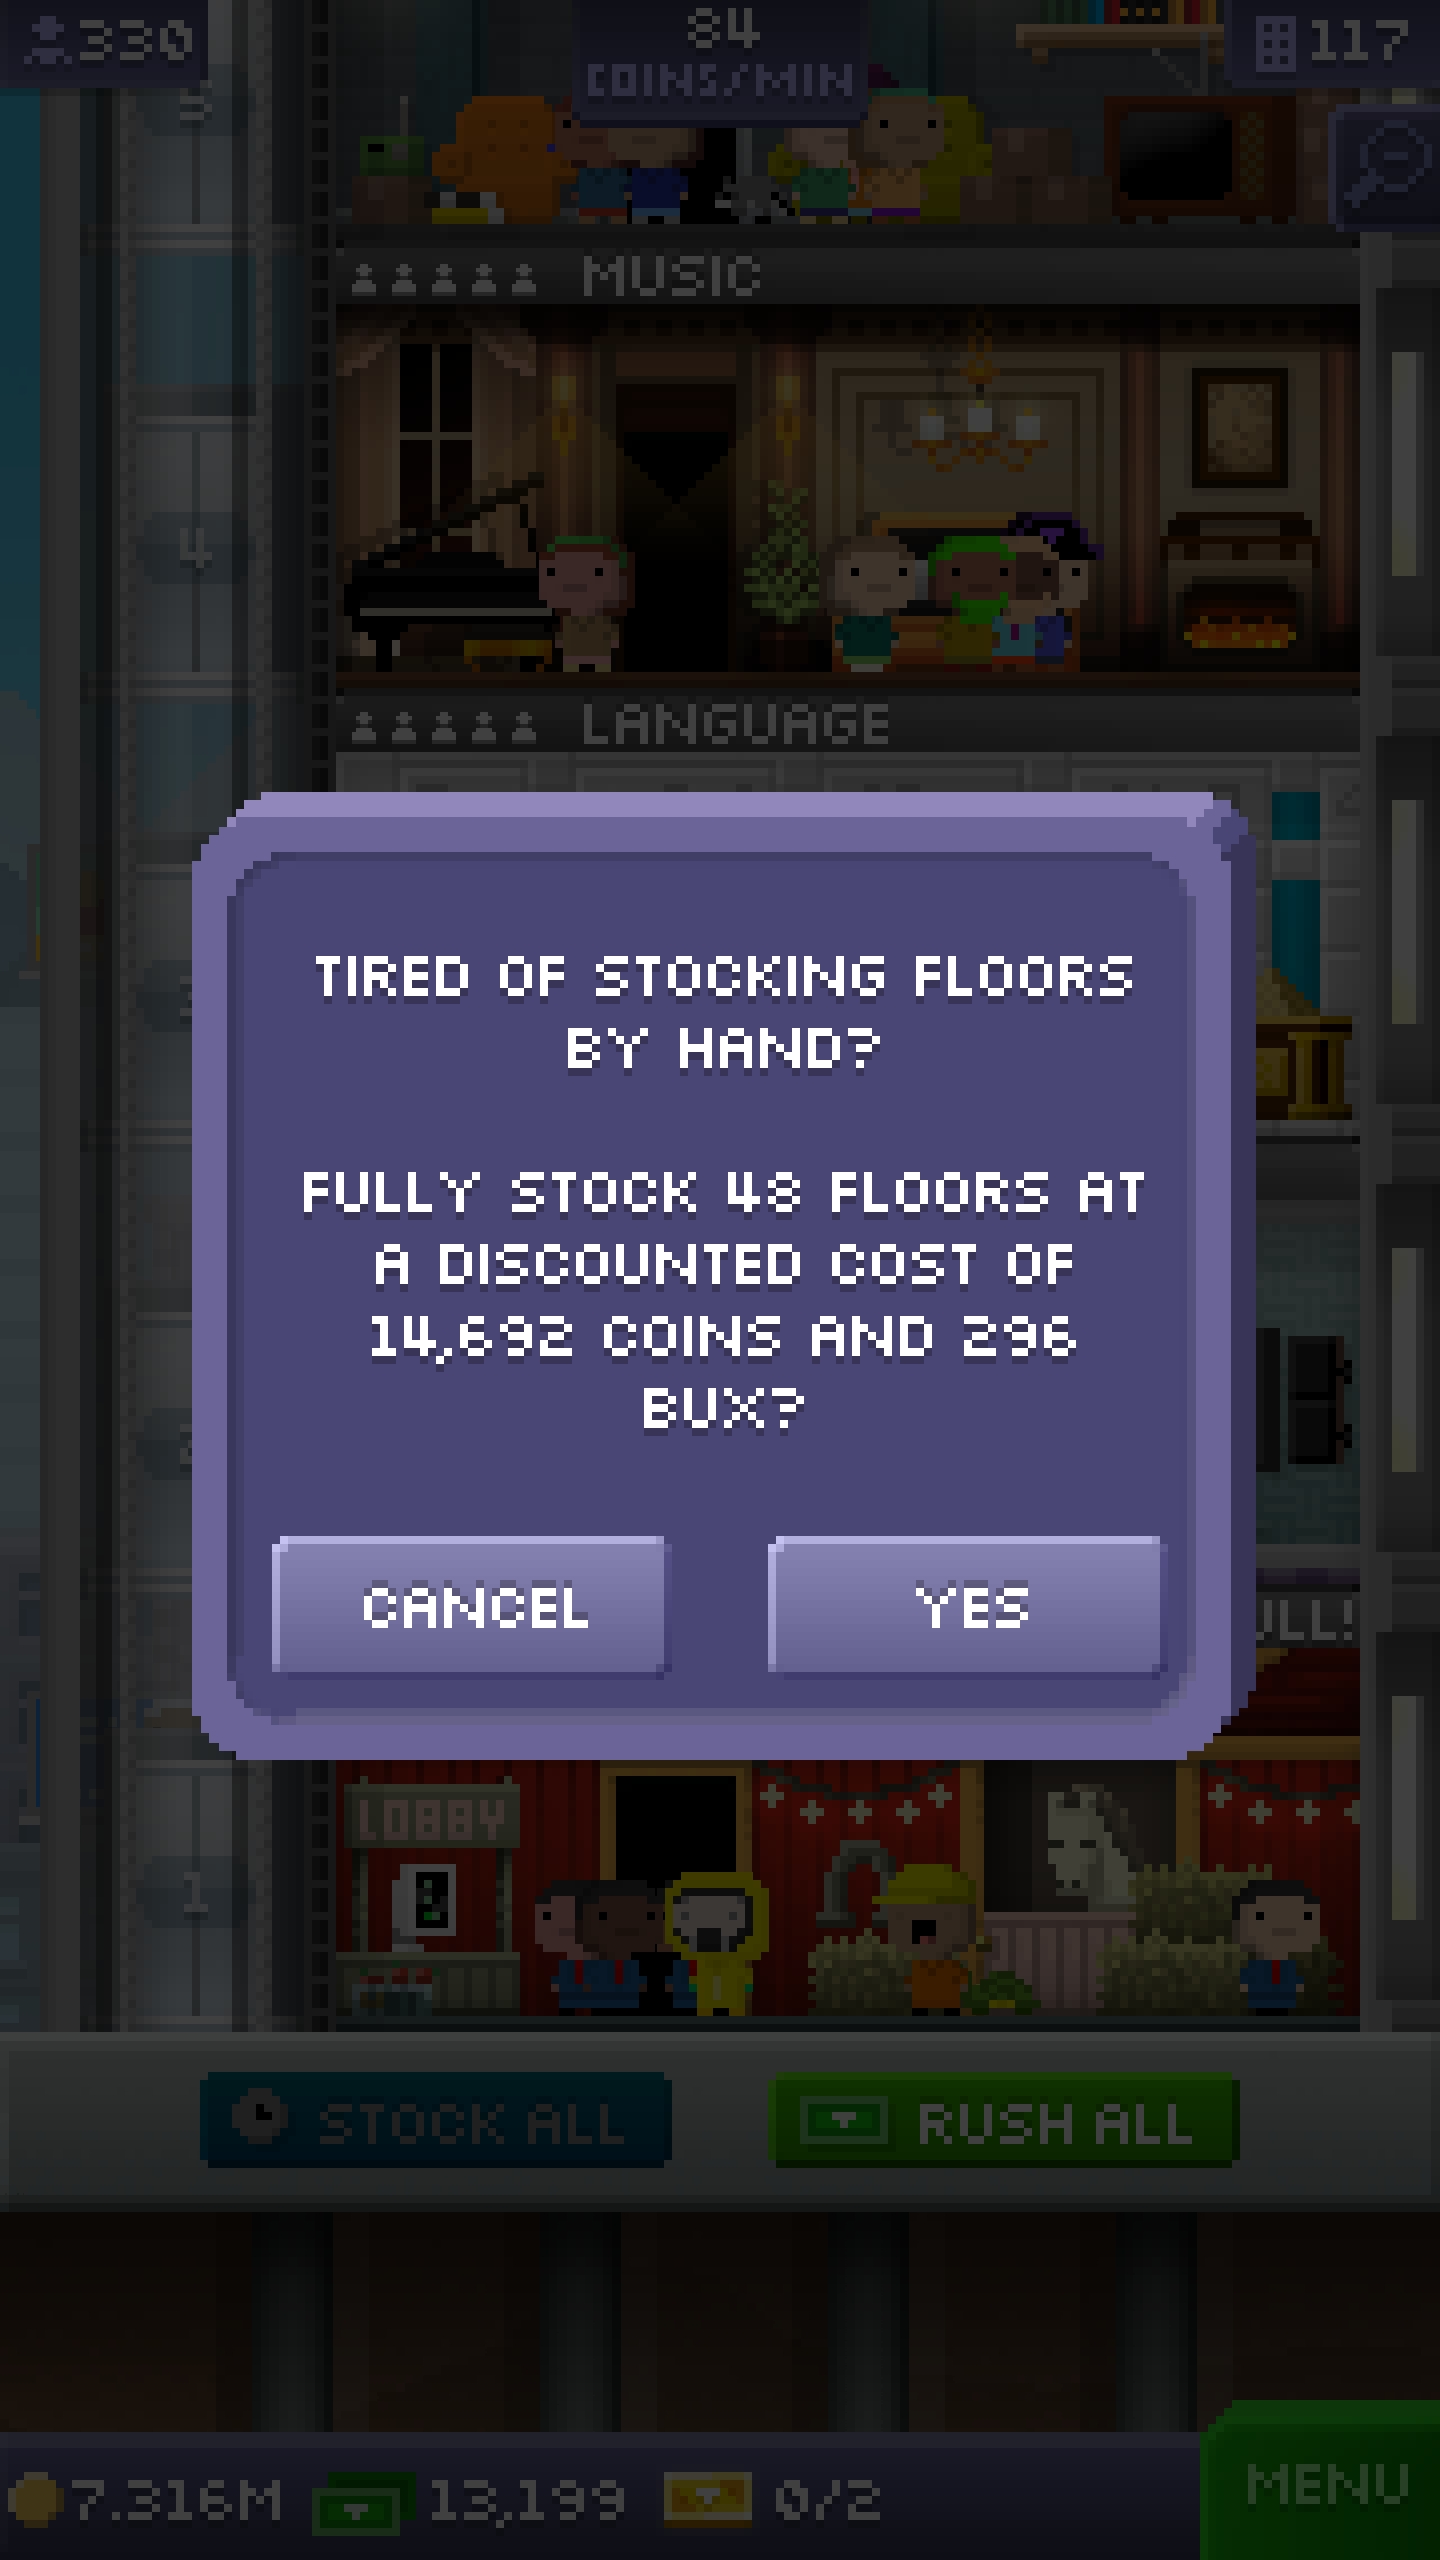 330
84
COINS/MIN
117
5
MUSIC
4
LANGUAGE
TIRED OF STOCKING FLOORS
BY HAND?
FULLY STOCK 48 FLOORS AT
A DISCOUNTED COST OF
14,692 COINS AND 296
BUX?
CANCEL
YES
LOBBY
1
STOCK ALL
RUSH ALL
7.316M
13,199
0/2
MENU